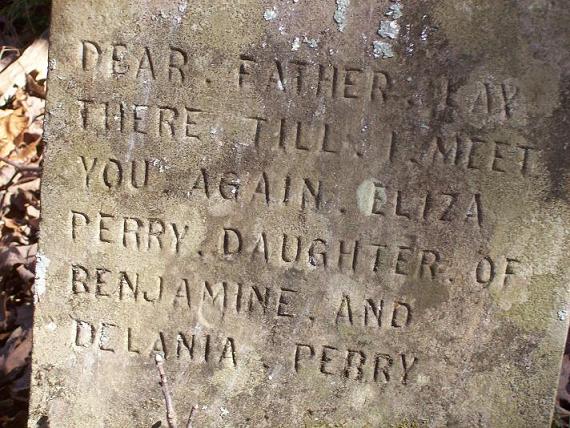 DEAR . FATHER . LAY
THERE . TILL . I . MEET
YOU . AGAIN . ELIZA
PERRY . DAUGHTER . OF
BENJAMINE . AND
DELANIA . PERRY